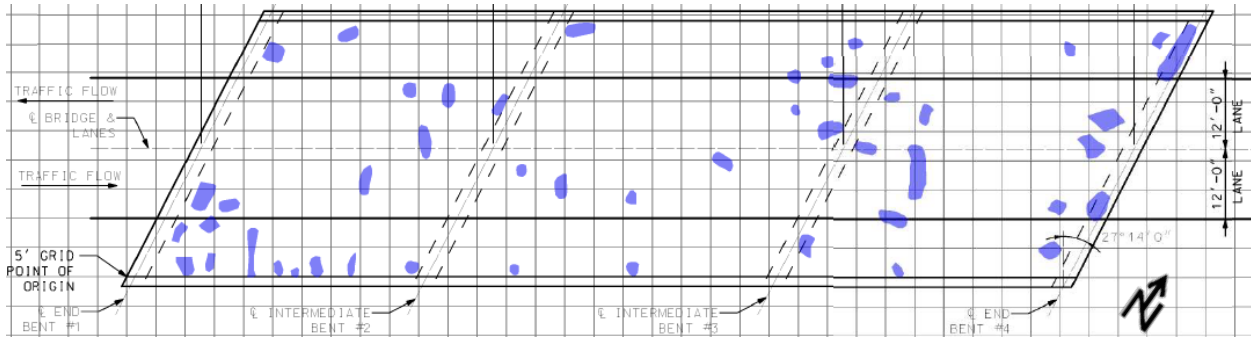 TRAFFIC FLOW
℄ BRIDGE &
LANES
TRAFFIC FLOW
5' GRID
POINT OF
ORIGIN
℄ END
BENT #1
℄ INTERMEDIATE
BENT #2
℄ INTERMEDIATE
BENT #3
℄ END
BENT #4
27°14'0"
12'-0"
LANE
12'-0"
LANE
N